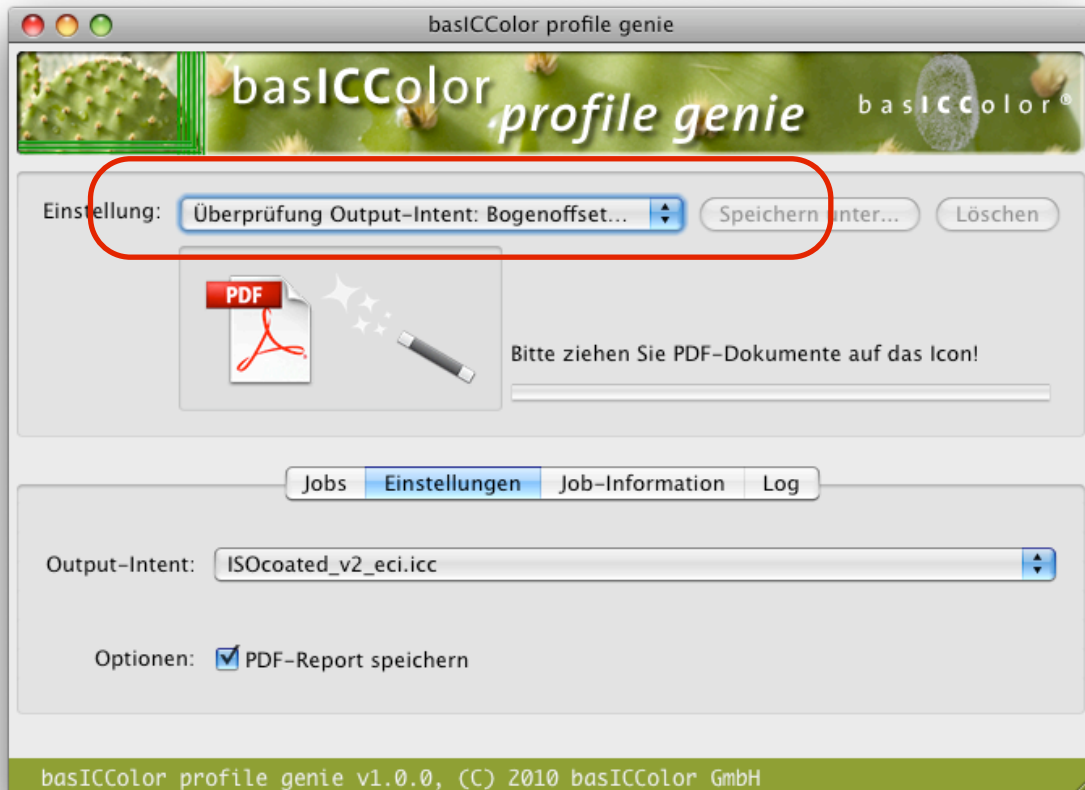 basICColor profile genie
basICColor profile genie
basICColor®
Einstellung: Überprüfung Output-Intent: Bogenoffset... Speichern unter... Löschen
PDF
Bitte ziehen Sie PDF-Dokumente auf das Icon!
Jobs Einstellungen Job-Information Log
Output-Intent: ISOcoated_v2_eci.icc
Optionen: PDF-Report speichern
basICColor profile genie v1.0.0, (C) 2010 basICColor GmbH